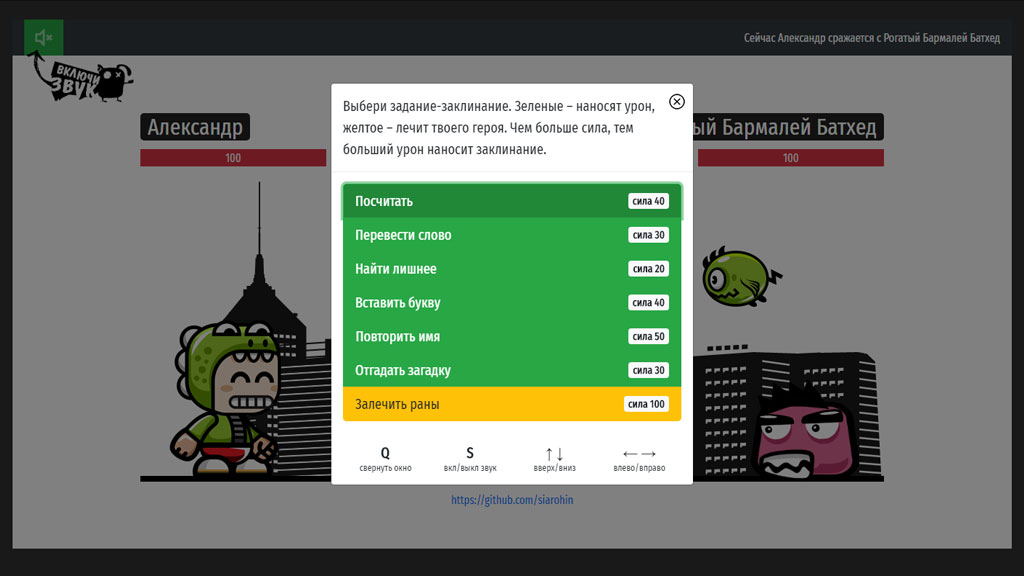 Сейчас Александр сражается с Рогатый Бармалей Батхед
ВКЛЮЧИ
ЗВУК
Выбери задание-заклинание. Зеленые – наносят урон,
желтое – лечит твоего героя. Чем больше сила, тем
больший урон наносит заклинание.
Александр
ый Бармалей Батхед
100
100
Посчитать сила 40
Перевести слово сила 30
Найти лишнее сила 20
Вставить букву сила 40
Повторить имя сила 50
Отгадать загадку сила 30
Залечить раны сила 100
Q S ↑↓ ←→
свернуть окно вкл/выкл звук вверх/вниз влево/вправо
https://github.com/siarohin